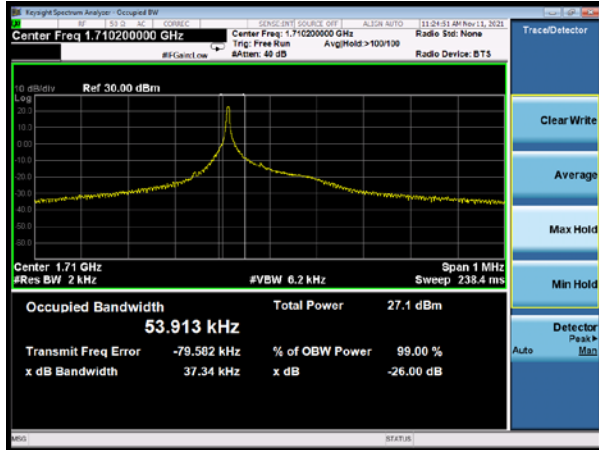 Keysight Spectrum Analyzer - Occupied BW
RF 50 Ω AC CORREC SENSE:INT SOURCE OFF ALIGN AUTO 11:24:51 AM Nov 11, 2021
Center Freq 1.710200000 GHz Center Freq: 1.710200000 GHz Radio Std: None
Trig: Free Run Avg|Hold:>100/100
#IFGain:Low #Atten: 40 dB Radio Device: BTS
Trace/Detector
10 dB/div Ref 30.00 dBm
Log
20.0
10.0
0.00
-10.0
-20.0
-30.0
-40.0
-50.0
-60.0
Center 1.71 GHz Span 1 MHz
#Res BW 2 kHz #VBW 6.2 kHz Sweep 238.4 ms
Occupied Bandwidth Total Power 27.1 dBm
53.913 kHz
Transmit Freq Error -79.582 kHz % of OBW Power 99.00 %
x dB Bandwidth 37.34 kHz x dB -26.00 dB
Clear Write
Average
Max Hold
Min Hold
Detector
Peak▶
Auto Man
MSG STATUS